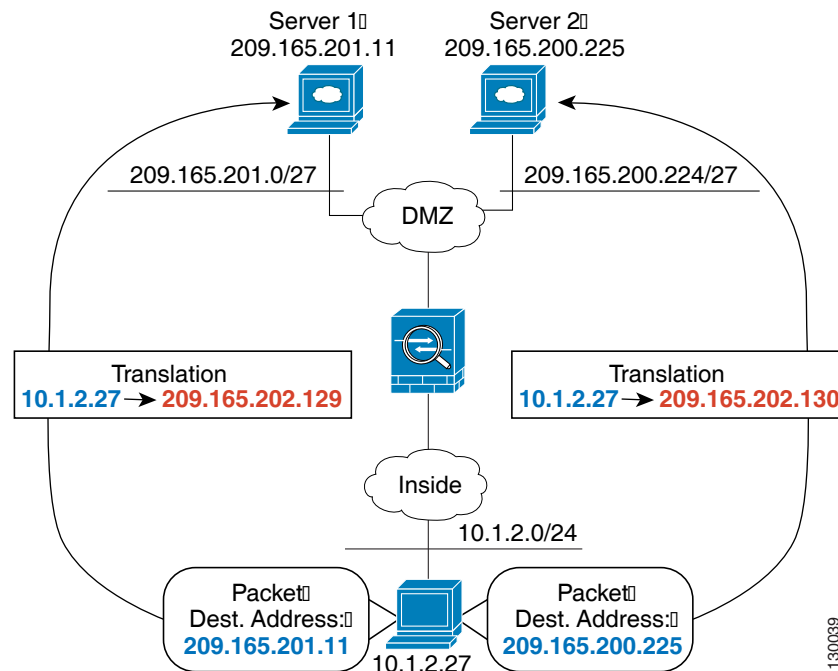 Server 1
209.165.201.11
Server 2
209.165.200.225
209.165.201.0/27
209.165.200.224/27
DMZ
Translation
10.1.2.27 209.165.202.129
Translation
10.1.2.27 209.165.202.130
Inside
10.1.2.0/24
Packet
Dest. Address:
209.165.201.11
Packet
Dest. Address:
209.165.200.225
10.1.2.27
130039